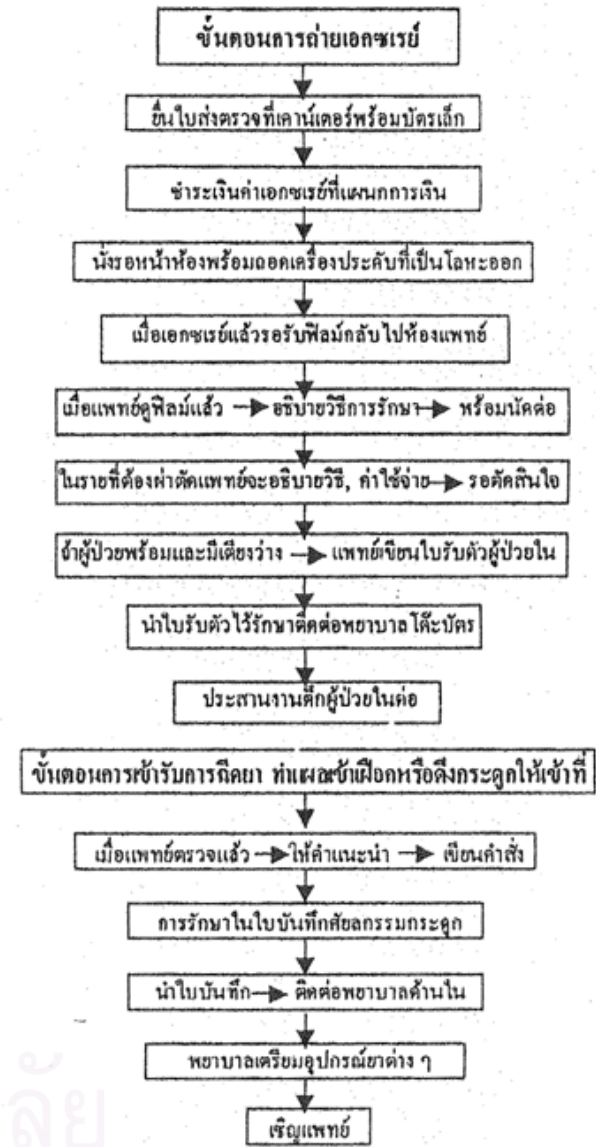 ขั้นตอนการถ่ายเอกซเรย์
ยื่นใบส่งตรวจที่เคาน์เตอร์พร้อมบัตรเล็ก
ชำระเงินค่าเอกซเรย์ที่แผนกการเงิน
นั่งรอหน้าห้องพร้อมถอดเครื่องประดับที่เป็นโลหะออก
เมื่อเอกซเรย์แล้วรอรับฟิลม์กลับไปห้องแพทย์
เมื่อแพทย์ดูฟิลม์แล้ว → อธิบายวิธีการรักษา → พร้อมนัดต่อ
ในรายที่ต้องผ่าตัดแพทย์จะอธิบายวิธี, ค่าใช้จ่าย → รอตัดสินใจ
ถ้าผู้ป่วยพร้อมและมีเตียงว่าง → แพทย์เขียนใบรับตัวผู้ป่วยใน
นำใบรับตัวไว้รักษาติดต่อพยาบาลโต๊ะบัตร
ประสานงานตึกผู้ป่วยในต่อ
ขั้นตอนการเข้ารับการฉีดยา ทำแผลเข้าเฝือกหรือดึงกระดูกให้เข้าที่
เมื่อแพทย์ตรวจแล้ว → ให้คำแนะนำ → เขียนคำสั่ง
การรักษาในใบบันทึกศัยลกรรมกระดูก
นำใบบันทึก → ติดต่อพยาบาลด้านใน
พยาบาลเตรียมอุปกรณ์ยาต่าง ๆ
เชิญแพทย์
ลัย